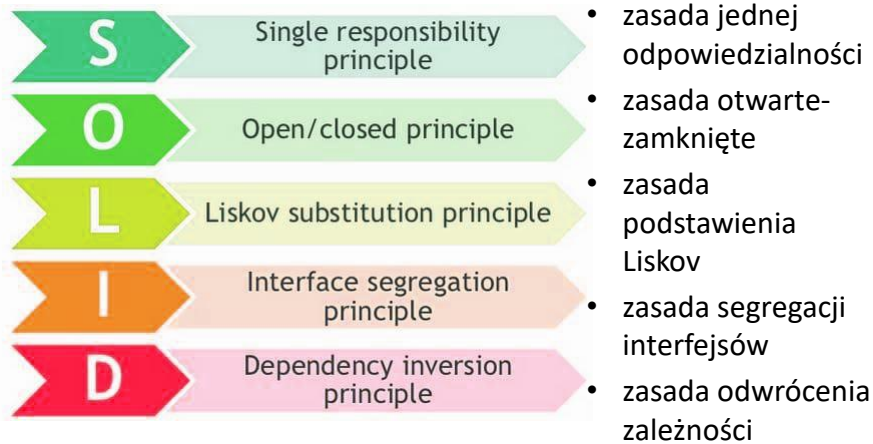 S
Single responsibility
principle
O
Open/closed principle
L
Liskov substitution principle
I
Interface segregation
principle
D
Dependency inversion
principle
• zasada jednej
odpowiedzialności
• zasada otwarte-
zamknięte
• zasada
podstawienia
Liskov
• zasada segregacji
interfejsów
• zasada odwrócenia
zależności